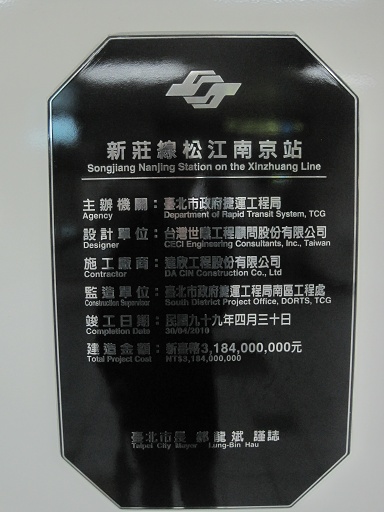 新莊線松江南京站
Songjiang Nanjing Station on the Xinzhuang Line
主辦機關：臺北市政府捷運工程局
Agency Department of Rapid Transit System, TCG
設計單位：台灣世曦工程顧問股份有限公司
Designer CECI Engineering Consultants, Inc., Taiwan
施工廠商：達欣工程股份有限公司
Contractor DA CIN Construction Co., Ltd
監造單位：臺北市政府捷運工程局南區工程處
Construction Supervisor South District Project Office, DORTS, TCG
竣工日期：民國九十九年四月三十日
Completion Date 30/04/2010
建造金額：新臺幣3,184,000,000元
Total Project Cost NT$3,184,000,000
臺北市長 郝龍斌 謹誌
Taipei City Mayor Lung-Bin Hau